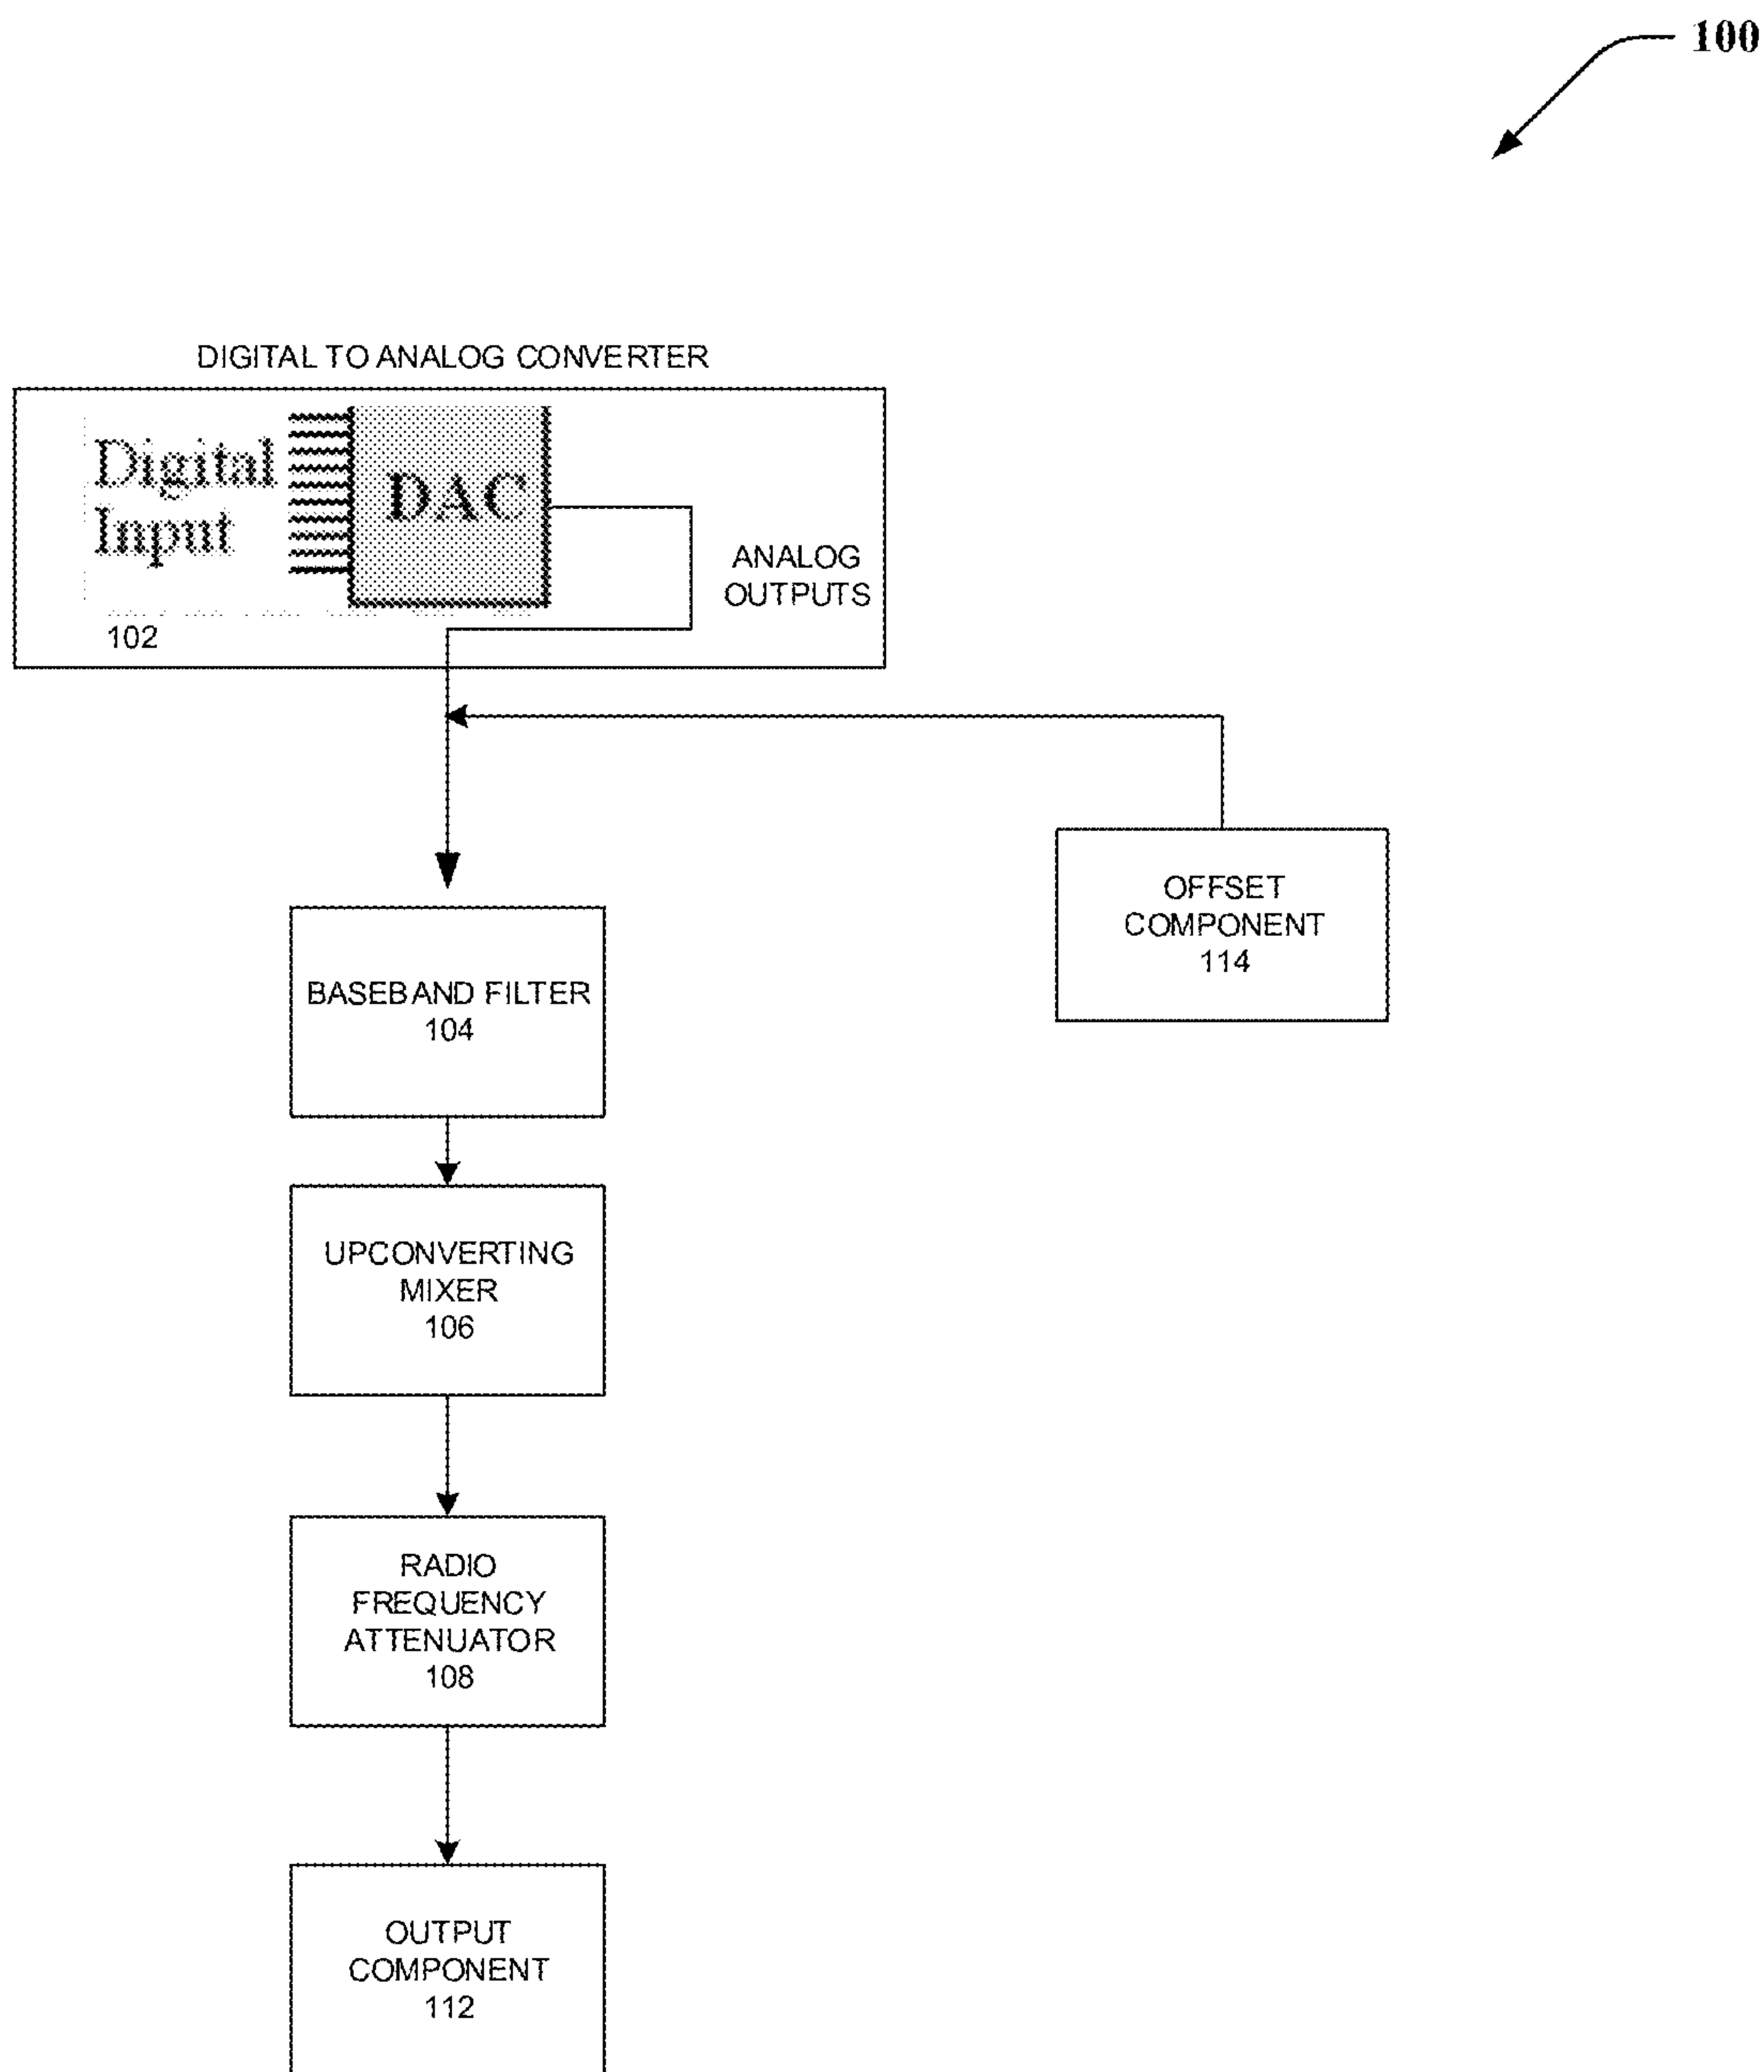 100
DIGITAL TO ANALOG CONVERTER
Digital
Input
DAC
ANALOG
OUTPUTS
102
OFFSET
COMPONENT
114
BASEBAND FILTER
104
UPCONVERTING
MIXER
106
RADIO
FREQUENCY
ATTENUATOR
108
OUTPUT
COMPONENT
112